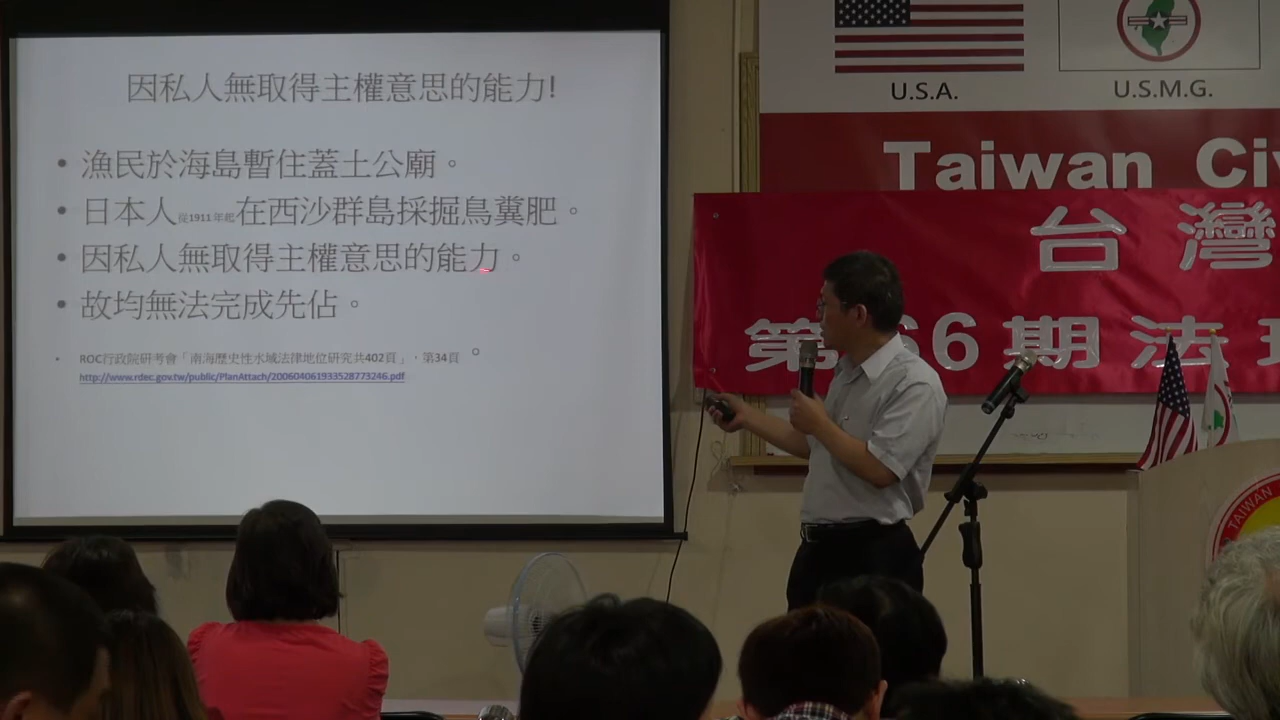 因私人無取得主權意思的能力!
• 漁民於海島暫住蓋土公廟。
• 日本人從1911年起在西沙群島採掘鳥糞肥。
• 因私人無取得主權意思的能力。
• 故均無法完成先佔。
• ROC行政院研考會「南海歷史性水域法律地位研究共402頁」，第34頁。
http://www.rdec.gov.tw/public/PlanAttach/200604061933528773246.pdf
U.S.A.
U.S.M.G.
Taiwan Ci
台灣
第66期法
TAIWAN